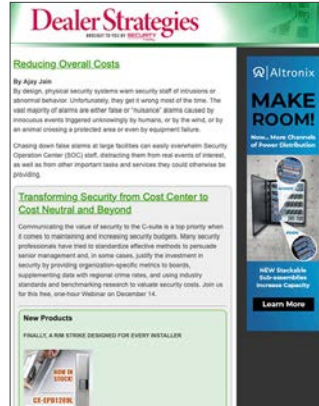 Dealer Strategies
BROUGHT TO YOU BY SECURITY
Reducing Overall Costs
By Ajay Jain
By design, physical security systems warn security staff of intrusions or
abnormal behavior. Unfortunately, they get it wrong most of the time. The
vast majority of alarms are either false or "nuisance" alarms caused by
innocuous events triggered unknowingly by humans, or by the wind, or by
an animal crossing a protected area or even by equipment failure.
Chasing down false alarms at large facilities can easily overwhelm Security
Operation Center (SOC) staff, distracting them from real events of interest,
as well as from other important tasks and services they could otherwise be
providing.
Transforming Security from Cost Center to
Cost Neutral and Beyond
Communicating the value of security to the C-suite is a top priority when
it comes to maintaining and increasing security budgets. Many security
professionals have tried to standardize effective methods to persuade
senior management and, in some cases, justify the investment in
security by providing organization-specific metrics to boards,
supplementing data with regional crime rates, and using industry
standards and benchmarking research to valuate security costs. Join us
for this free, one-hour Webinar on December 14.
New Products
FINALLY, A RIM STRIKE DESIGNED FOR EVERY INSTALLER
NOW IN
STOCK!
CX-EPD1289L
Altronix
MAKE
ROOM!
Now... More Channels
of Power Distribution
NEW Stackable
Sub-assemblies
Increase Capacity
Learn More